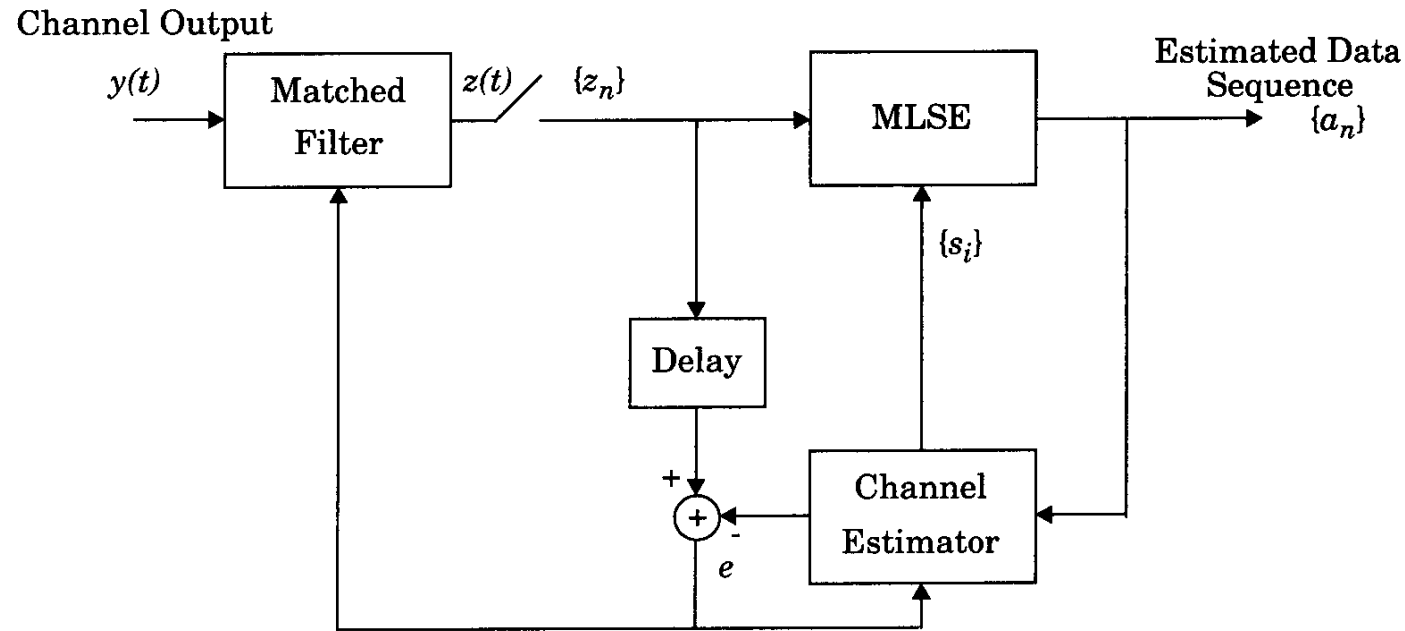 Channel Output
y(t)
Matched
Filter
z(t)
{z_n}
MLSE
Estimated Data
Sequence
{a_n}
{s_i}
Delay
+
+
-
e
Channel
Estimator